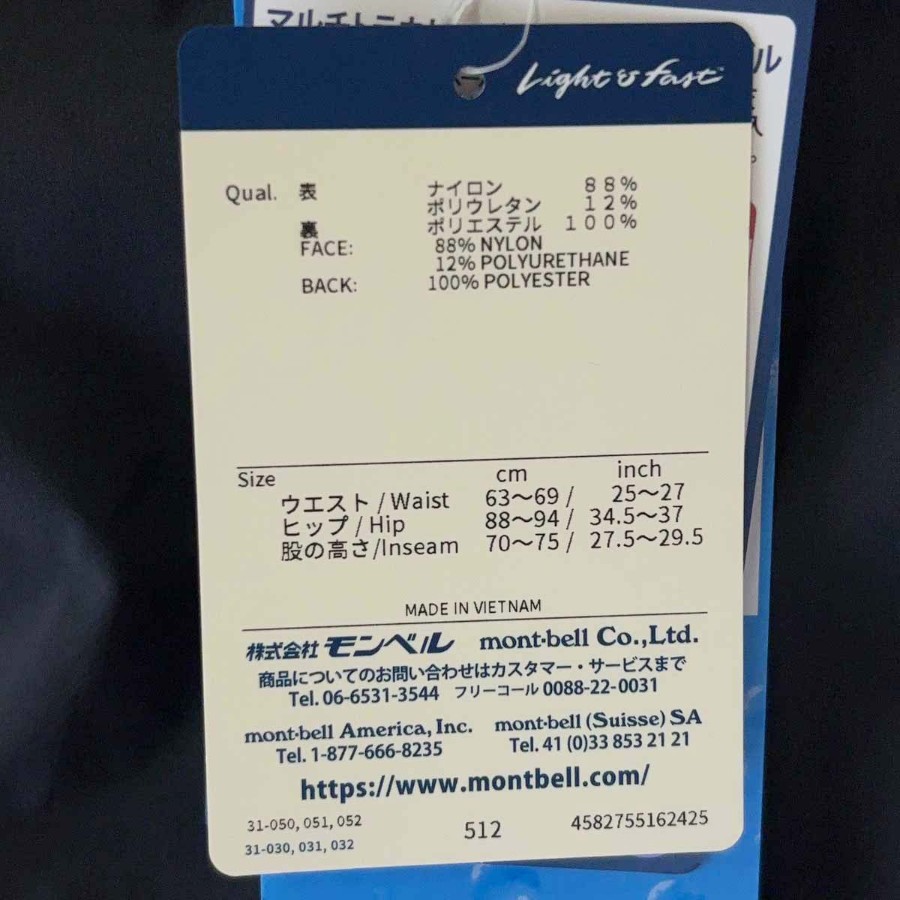 Light & fast
Qual. 表 ナイロン 88%
ポリウレタン 12%
裏 ポリエステル 100%
FACE: 88% NYLON
12% POLYURETHANE
BACK: 100% POLYESTER
Size cm inch
ウエスト/Waist 63〜69 / 25〜27
ヒップ/Hip 88〜94 / 34.5〜37
股の高さ/Inseam 70〜75 / 27.5〜29.5
MADE IN VIETNAM
株式会社 モンベル mont-bell Co.,Ltd.
商品についてのお問い合わせはカスタマー・サービスまで
Tel. 06-6531-3544 フリーコール 0088-22-0031
mont-bell America, Inc. mont-bell (Suisse) SA
Tel. 1-877-666-8235 Tel. 41 (0)33 853 21 21
https://www.montbell.com/
31-050, 051, 052
31-030, 031, 032
512
4582755162425